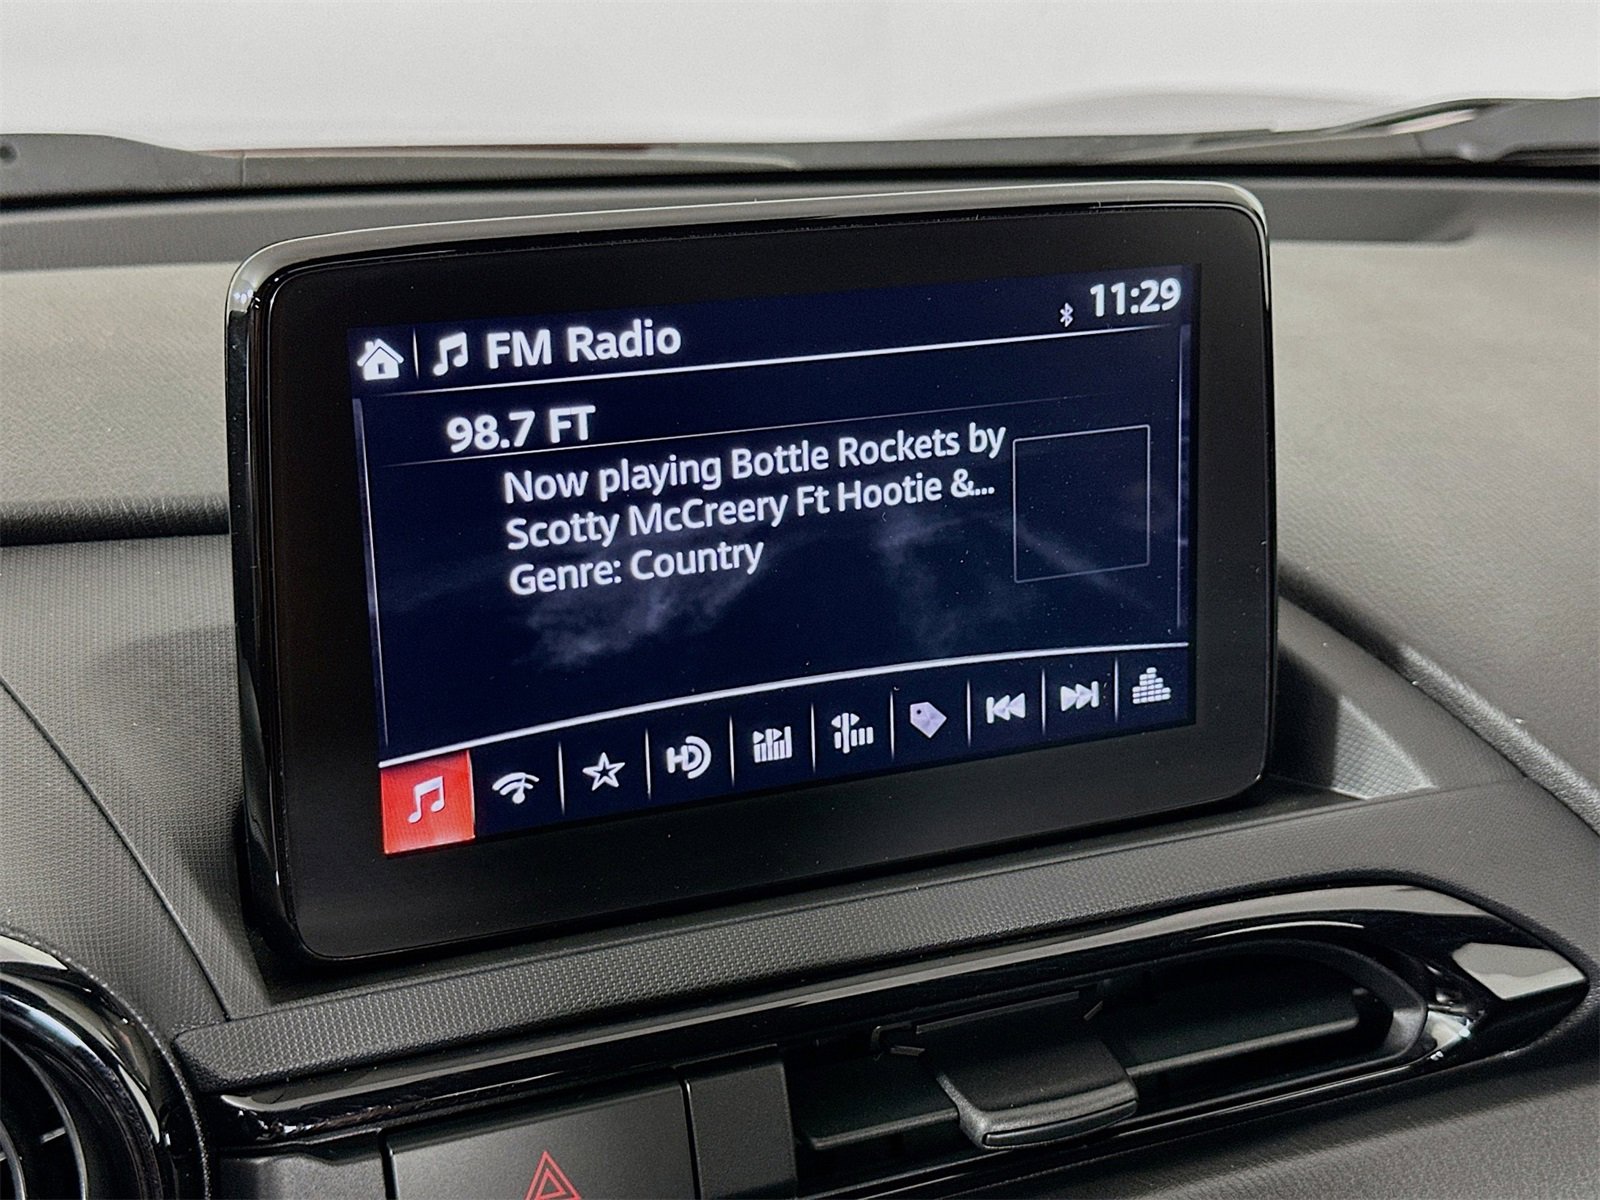 FM Radio
11:29
98.7 FT
Now playing Bottle Rockets by
Scotty McCreery Ft Hootie &...
Genre: Country
HD